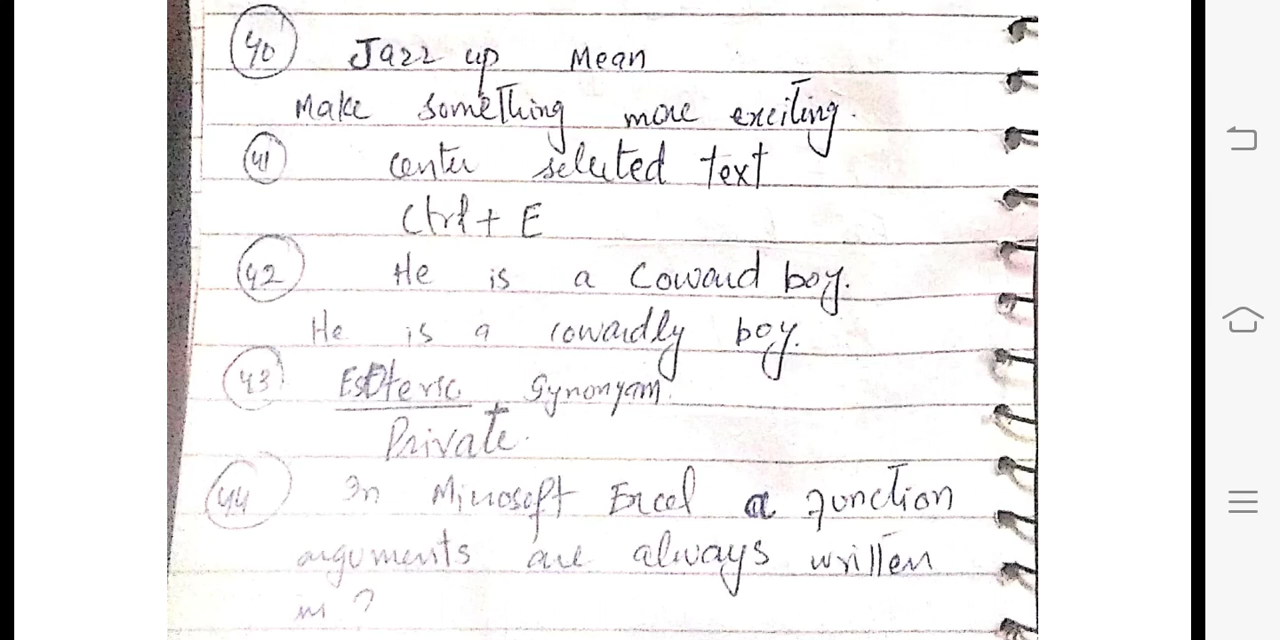 40 Jazz up Mean
Make something more exciting.
41 center selected text
Ctrl + E
42 He is a Coward boy.
He is a cowardly boy.
43 Esoteric Synonyam
Private.
44 In Microsoft Excel a function
arguments are always written
in ?